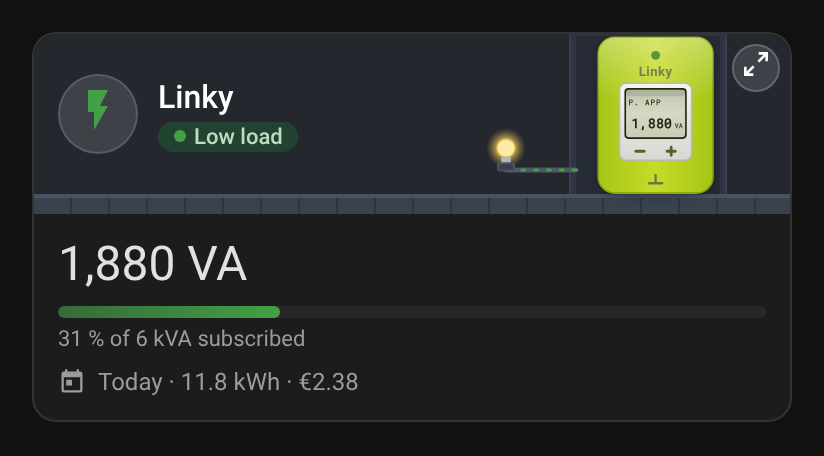 Linky
Low load
Linky
P. APP
1,880 VA
1,880 VA
31 % of 6 kVA subscribed
Today · 11.8 kWh · €2.38